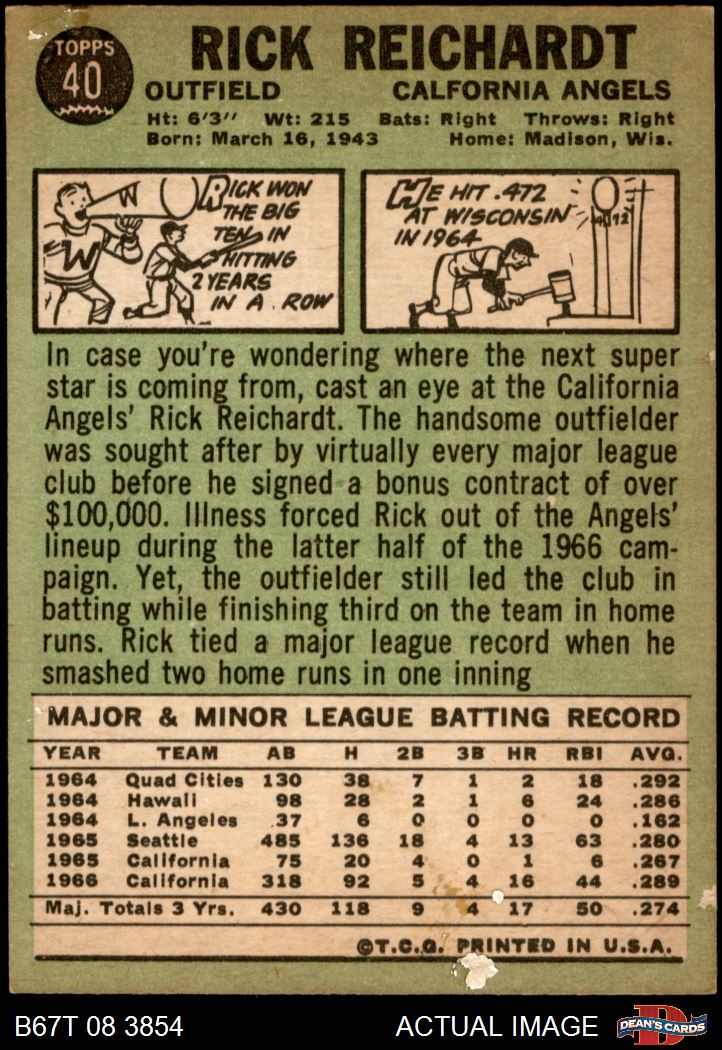 TOPPS
40
RICK REICHARDT
OUTFIELD CALFORNIA ANGELS
Ht: 6'3'' Wt: 215 Bats: Right Throws: Right
Born: March 16, 1943 Home: Madison, Wis.
W
W
RICK WON
THE BIG
TEN IN
HITTING
2 YEARS
IN A ROW
HE HIT .472
AT WISCONSIN
IN 1964
.472
In case you're wondering where the next super
star is coming from, cast an eye at the California
Angels' Rick Reichardt. The handsome outfielder
was sought after by virtually every major league
club before he signed a bonus contract of over
$100,000. Illness forced Rick out of the Angels'
lineup during the latter half of the 1966 cam-
paign. Yet, the outfielder still led the club in
batting while finishing third on the team in home
runs. Rick tied a major league record when he
smashed two home runs in one inning
MAJOR & MINOR LEAGUE BATTING RECORD
YEAR TEAM AB H 2B 3B HR RBI AVG.
1964 Quad Cities 130 38 7 1 2 18 .292
1964 Hawaii 98 28 2 1 6 24 .286
1964 L. Angeles 37 6 0 0 0 0 .162
1965 Seattle 485 136 18 4 13 63 .280
1965 California 75 20 4 0 1 6 .267
1966 California 318 92 5 4 16 44 .289
Maj. Totals 3 Yrs. 430 118 9 4 17 50 .274
©T.C.G. PRINTED IN U.S.A.
B67T 08 3854 ACTUAL IMAGE
D
DEAN'S CARDS